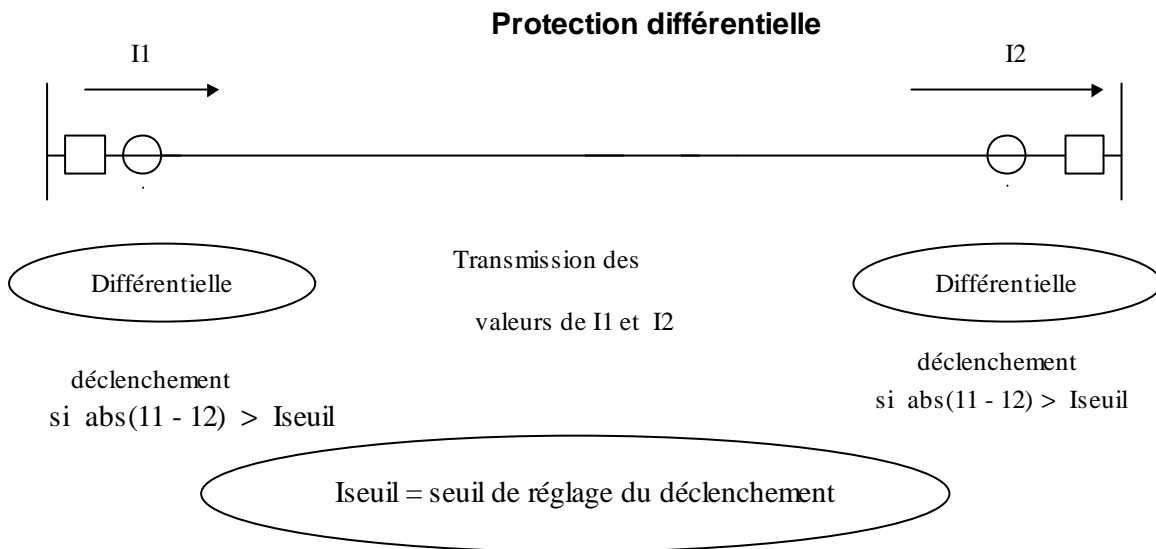 Protection différentielle
I1
I2
Différentielle
Transmission des
valeurs de I1 et I2
Différentielle
déclenchement
si abs(11 - 12) > Iseuil
déclenchement
si abs(11 - 12) > Iseuil
Iseuil = seuil de réglage du déclenchement